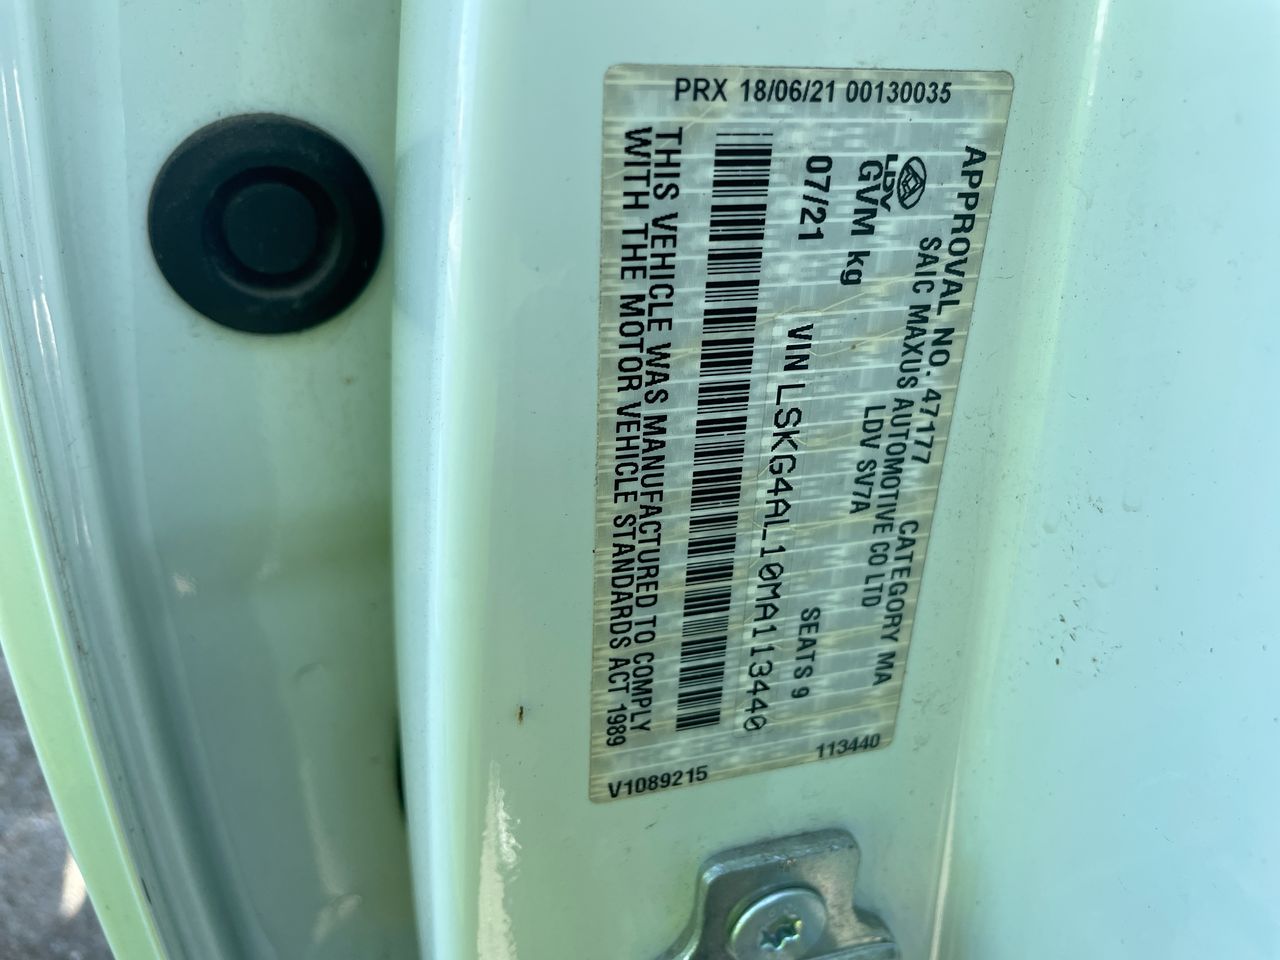 PRX 18/06/21 00130035
APPROVAL NO. 47177 CATEGORY MA
SAIC MAXUS AUTOMOTIVE CO LTD
LDV
LDV SV7A
GVM kg
07/21
SEATS 9
VIN LSKG4AL10MA113440
THIS VEHICLE WAS MANUFACTURED TO COMPLY
WITH THE MOTOR VEHICLE STANDARDS ACT 1989
V1089215
113440